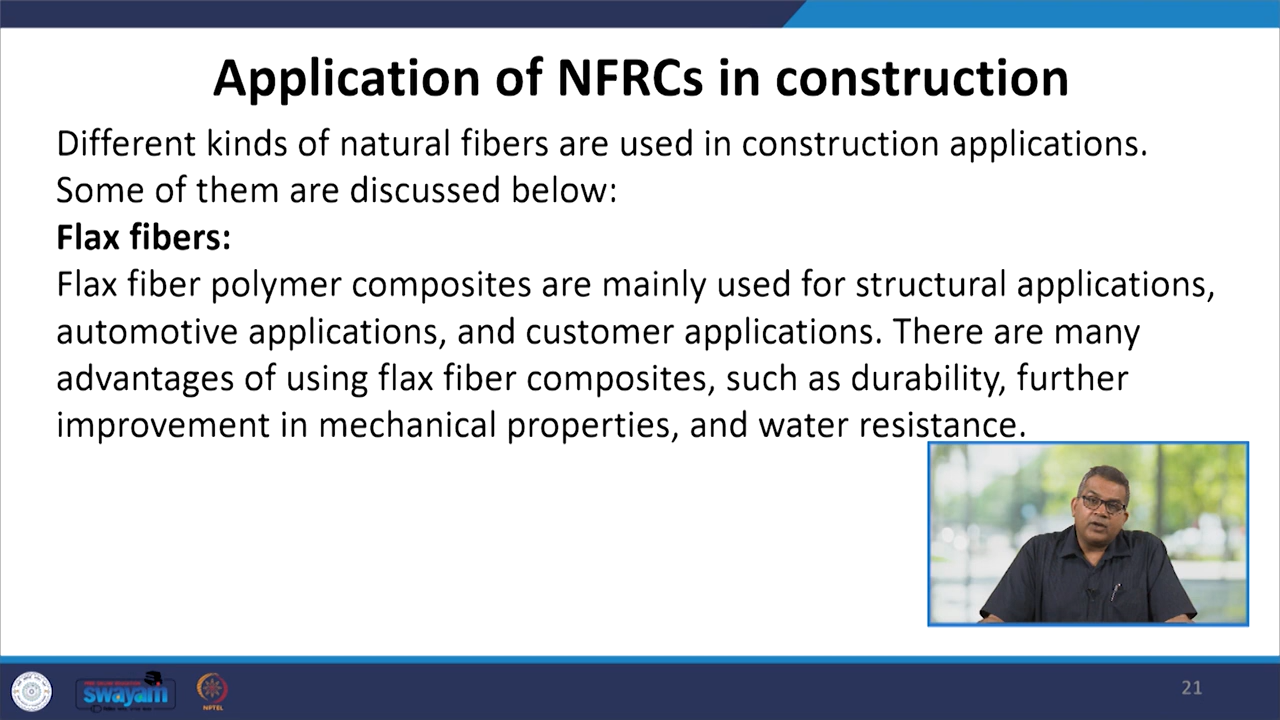 Application of NFRCs in construction
Different kinds of natural fibers are used in construction applications.
Some of them are discussed below:
Flax fibers:
Flax fiber polymer composites are mainly used for structural applications,
automotive applications, and customer applications. There are many
advantages of using flax fiber composites, such as durability, further
improvement in mechanical properties, and water resistance.
swayam
NPTEL
21